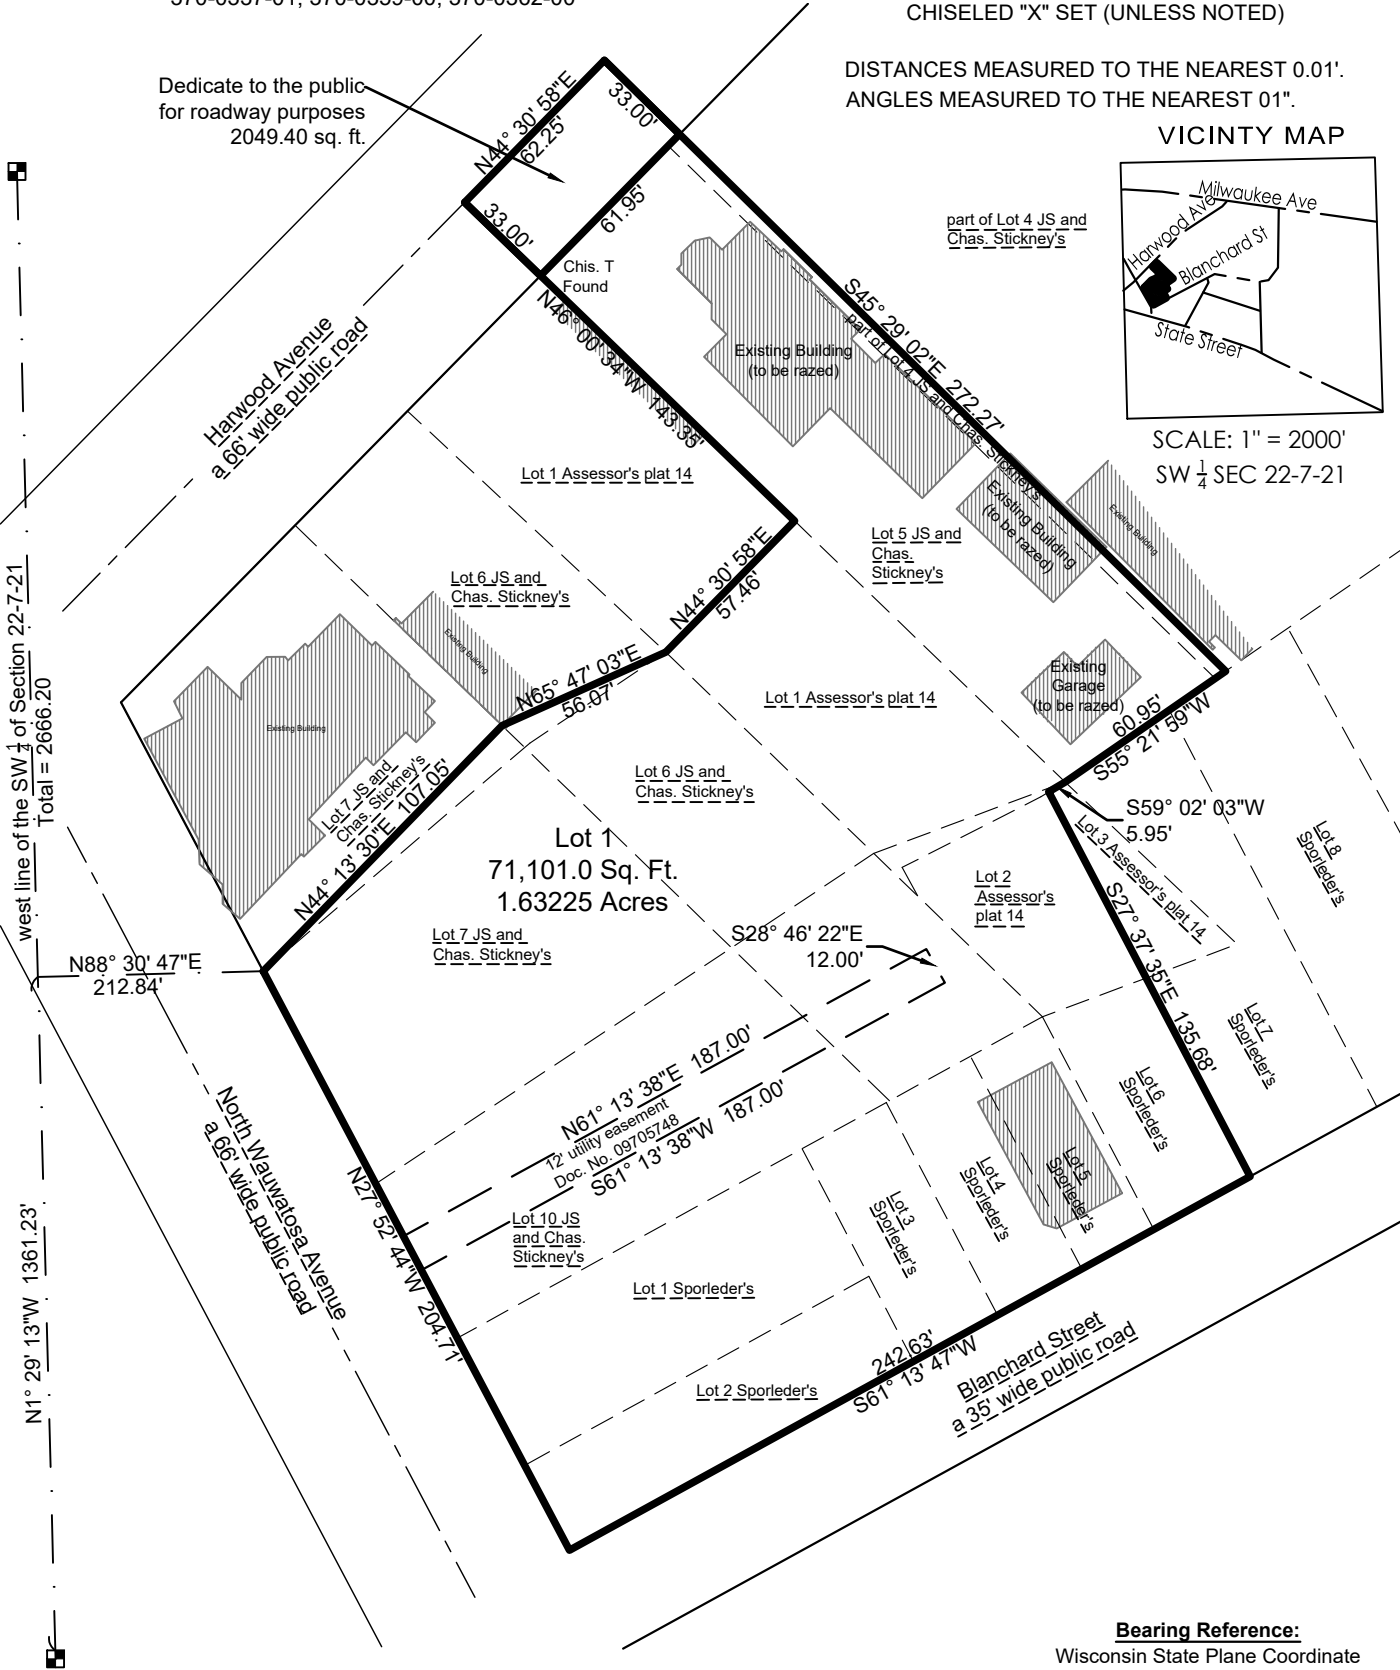 CHISELED "X" SET (UNLESS NOTED)
DISTANCES MEASURED TO THE NEAREST 0.01'.
ANGLES MEASURED TO THE NEAREST 01".
VICINTY MAP
Milwaukee Ave
Harwood Ave
Blanchard St
State Street
SCALE: 1" = 2000'
SW 1/4 SEC 22-7-21
Dedicate to the public
for roadway purposes
2049.40 sq. ft.
N44° 30' 58"E
62.25'
33.00'
33.00'
61.95'
Chis. T
Found
part of Lot 4 JS and
Chas. Stickney's
Harwood Avenue
a 66' wide public road
N46° 00' 34"W 143.35'
S45° 29' 02"E 272.27'
part of Lot 4 JS and Chas. Stickney's
Existing Building
(to be razed)
Lot 1 Assessor's plat 14
Existing Building
(to be razed)
Existing Building
Lot 5 JS and
Chas.
Stickney's
Lot 6 JS and
Chas. Stickney's
N44° 30' 58"E
57.46'
Existing Building
N65° 47' 03"E
56.07'
Existing
Garage
(to be razed)
Lot 1 Assessor's plat 14
60.95'
S55° 21' 59"W
Existing Building
Lot 7 JS and
Chas. Stickney's
N44° 13' 30"E 107.05'
Lot 6 JS and
Chas. Stickney's
S59° 02' 03"W
5.95'
Lot 1
71,101.0 Sq. Ft.
1.63225 Acres
Lot 3 Assessor's plat 14
Lot 8
Sporleder's
Lot 2
Assessor's
plat 14
S27° 37' 35"E 135.68'
Lot 7 JS and
Chas. Stickney's
S28° 46' 22"E
12.00'
west line of the SW 1/4 of Section 22-7-21
Total = 2666.20
N88° 30' 47"E
212.84'
N61° 13' 38"E 187.00'
12' utility easement
Doc. No. 09705748
S61° 13' 38"W 187.00'
Lot 7
Sporleder's
Lot 6
Sporleder's
Lot 5
Sporleder's
Lot 4
Sporleder's
Lot 3
Sporleder's
North Wauwatosa Avenue
a 66' wide public road
N27° 52' 44"W 204.71'
Lot 10 JS
and Chas.
Stickney's
Lot 1 Sporleder's
N1° 29' 13"W 1361.23'
242.63'
S61° 13' 47"W
Lot 2 Sporleder's
Blanchard Street
a 35' wide public road
Bearing Reference:
Wisconsin State Plane Coordinate